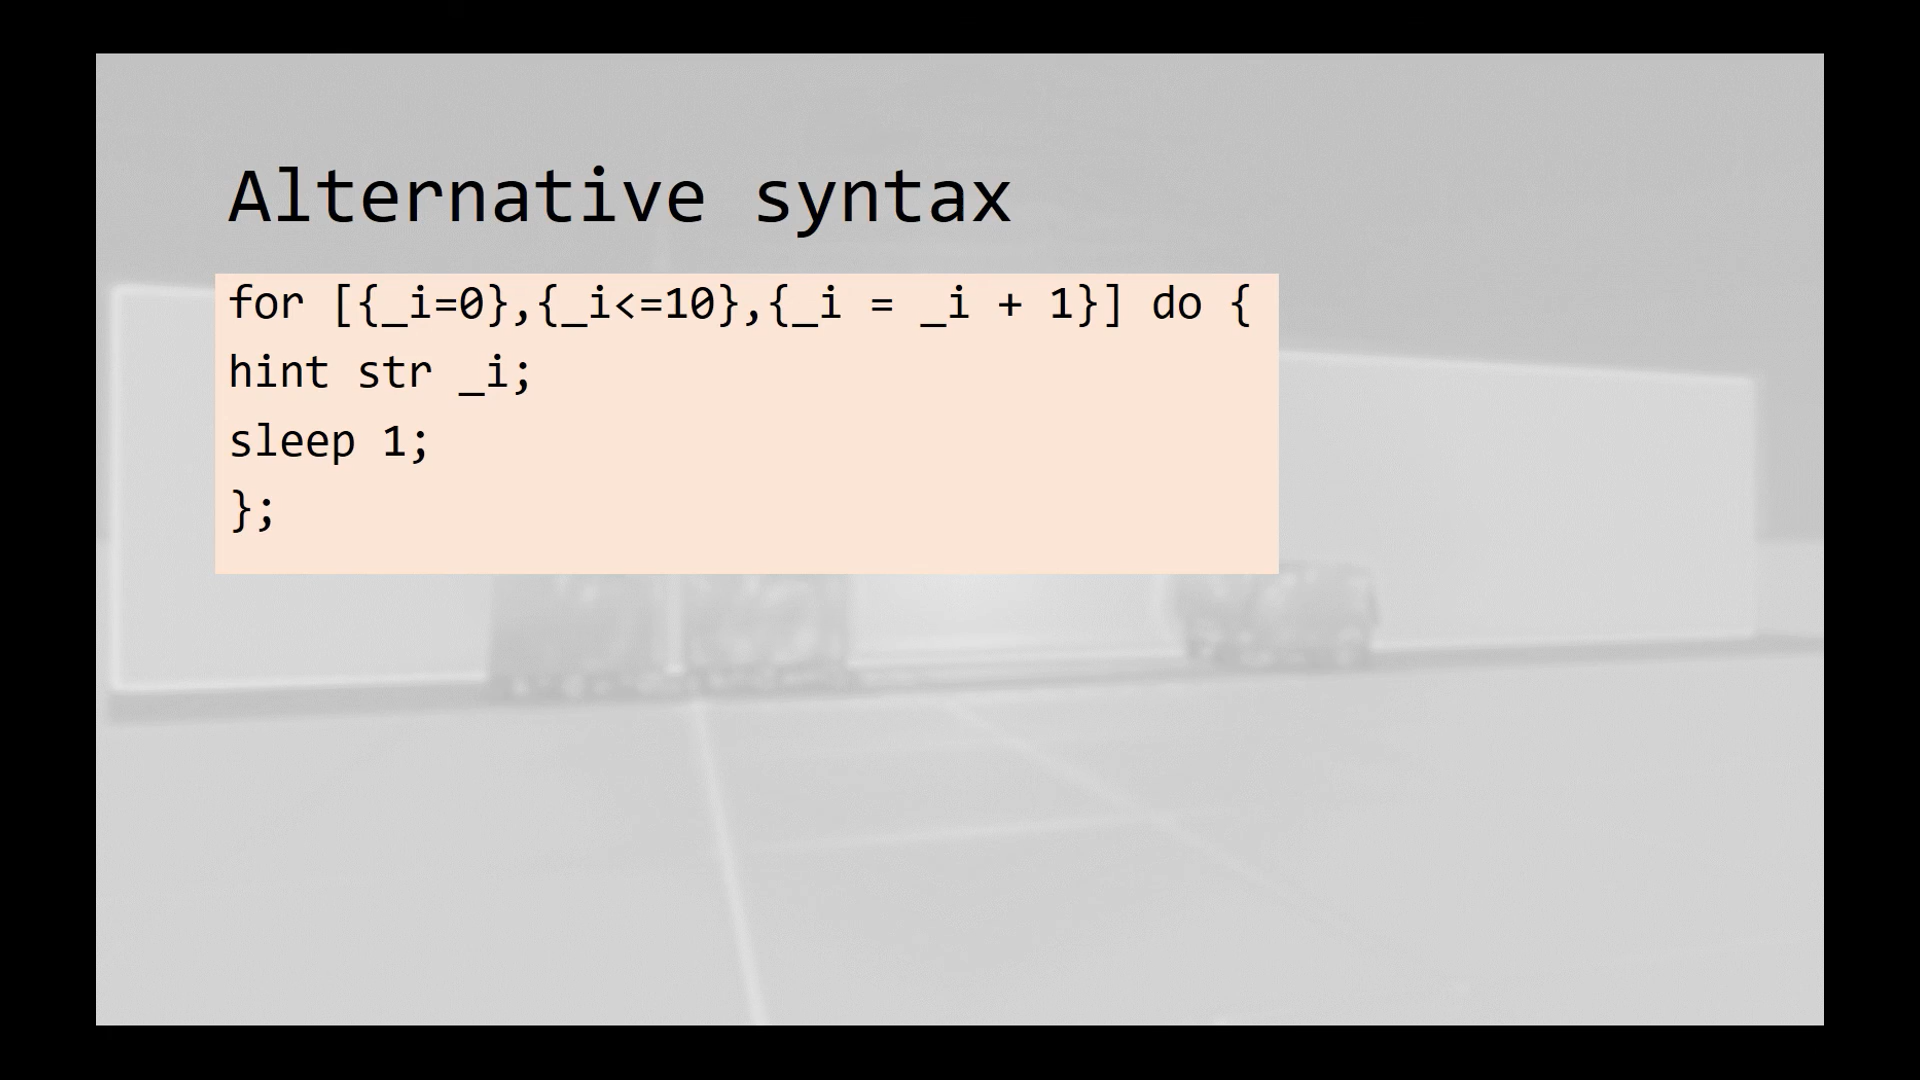 Alternative syntax
for [{_i=0},{_i<=10},{_i = _i + 1}] do {
hint str _i;
sleep 1;
};